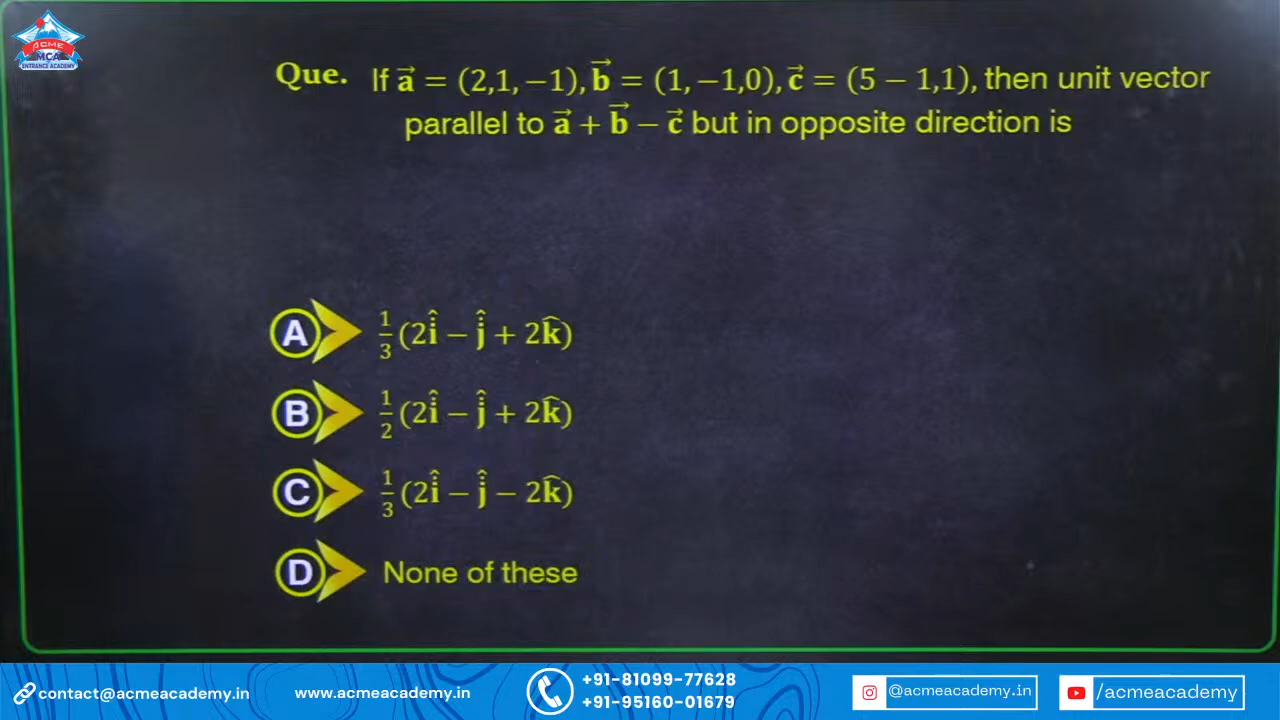 ACME
MCA
ENTRANCE ACADEMY
Que. If a⃗ = (2,1, −1), b⃗ = (1, −1,0), c⃗ = (5 − 1,1), then unit vector
parallel to a⃗ + b⃗ − c⃗ but in opposite direction is
A 1/3 (2î − ĵ + 2k̂)
B 1/2 (2î − ĵ + 2k̂)
C 1/3 (2î − ĵ − 2k̂)
D None of these
contact@acmeacademy.in www.acmeacademy.in +91-81099-77628 @acmeacademy.in /acmeacademy
+91-95160-01679